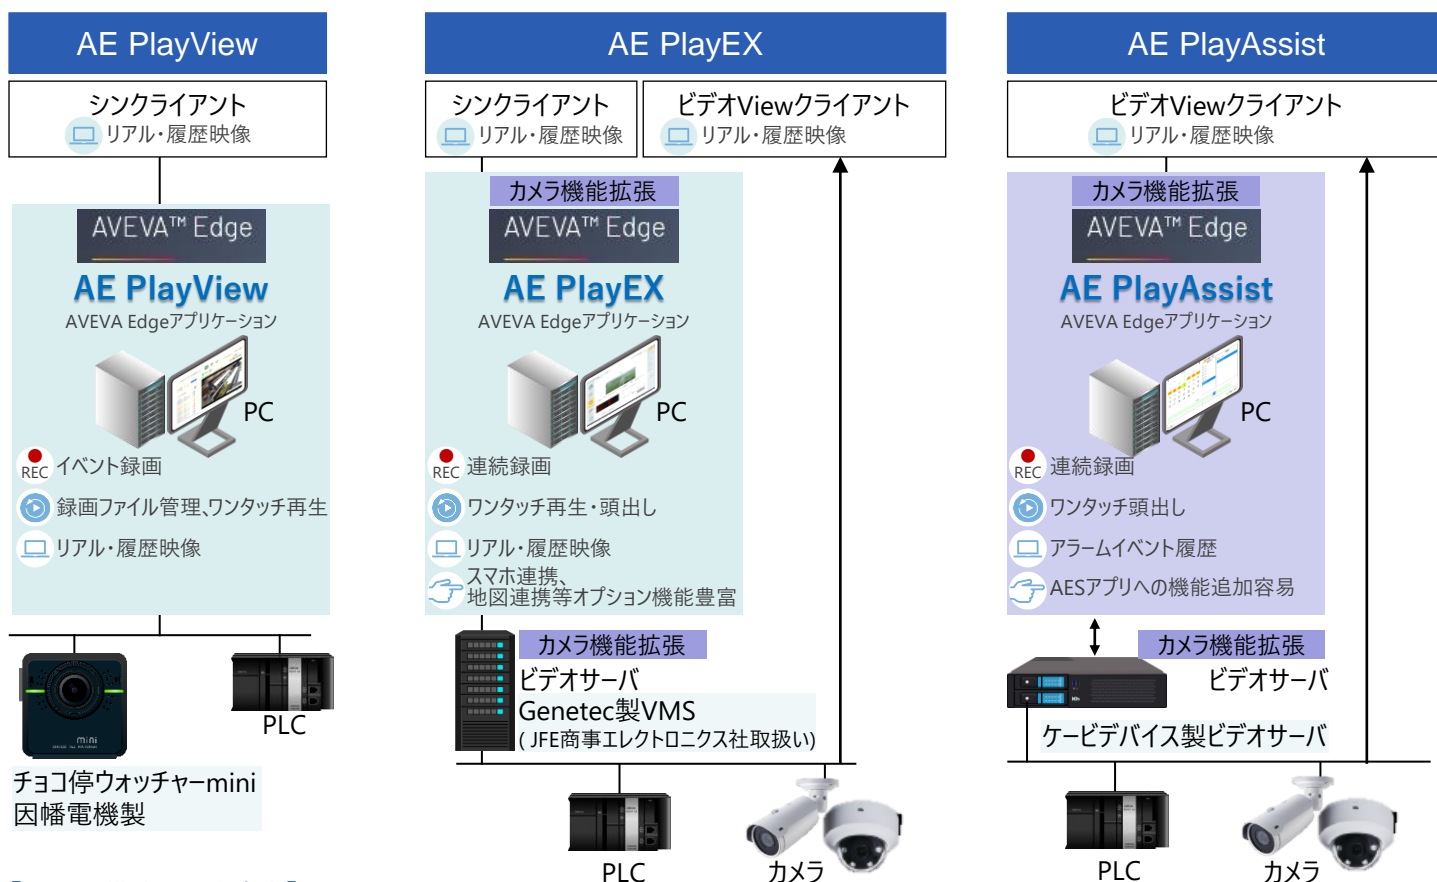 AE PlayView
シンクライアント
リアル・履歴映像
AVEVA™ Edge
AE PlayView
AVEVA Edgeアプリケーション
PC
REC イベント録画
録画ファイル管理、ワンタッチ再生
リアル・履歴映像
mini
PLC
チョコ停ウォッチャーmini
因幡電機製
AE PlayEX
シンクライアント
リアル・履歴映像
ビデオViewクライアント
リアル・履歴映像
カメラ機能拡張
AVEVA™ Edge
AE PlayEX
AVEVA Edgeアプリケーション
PC
REC 連続録画
ワンタッチ再生・頭出し
リアル・履歴映像
スマホ連携、
地図連携等オプション機能豊富
カメラ機能拡張
ビデオサーバ
Genetec製VMS
( JFE商事エレクトロニクス社取扱い)
PLC
カメラ
AE PlayAssist
ビデオViewクライアント
リアル・履歴映像
カメラ機能拡張
AVEVA™ Edge
AE PlayAssist
AVEVA Edgeアプリケーション
PC
REC 連続録画
ワンタッチ頭出し
アラームイベント履歴
AESアプリへの機能追加容易
カメラ機能拡張
ビデオサーバ
ケービデバイス製ビデオサーバ
PLC
カメラ